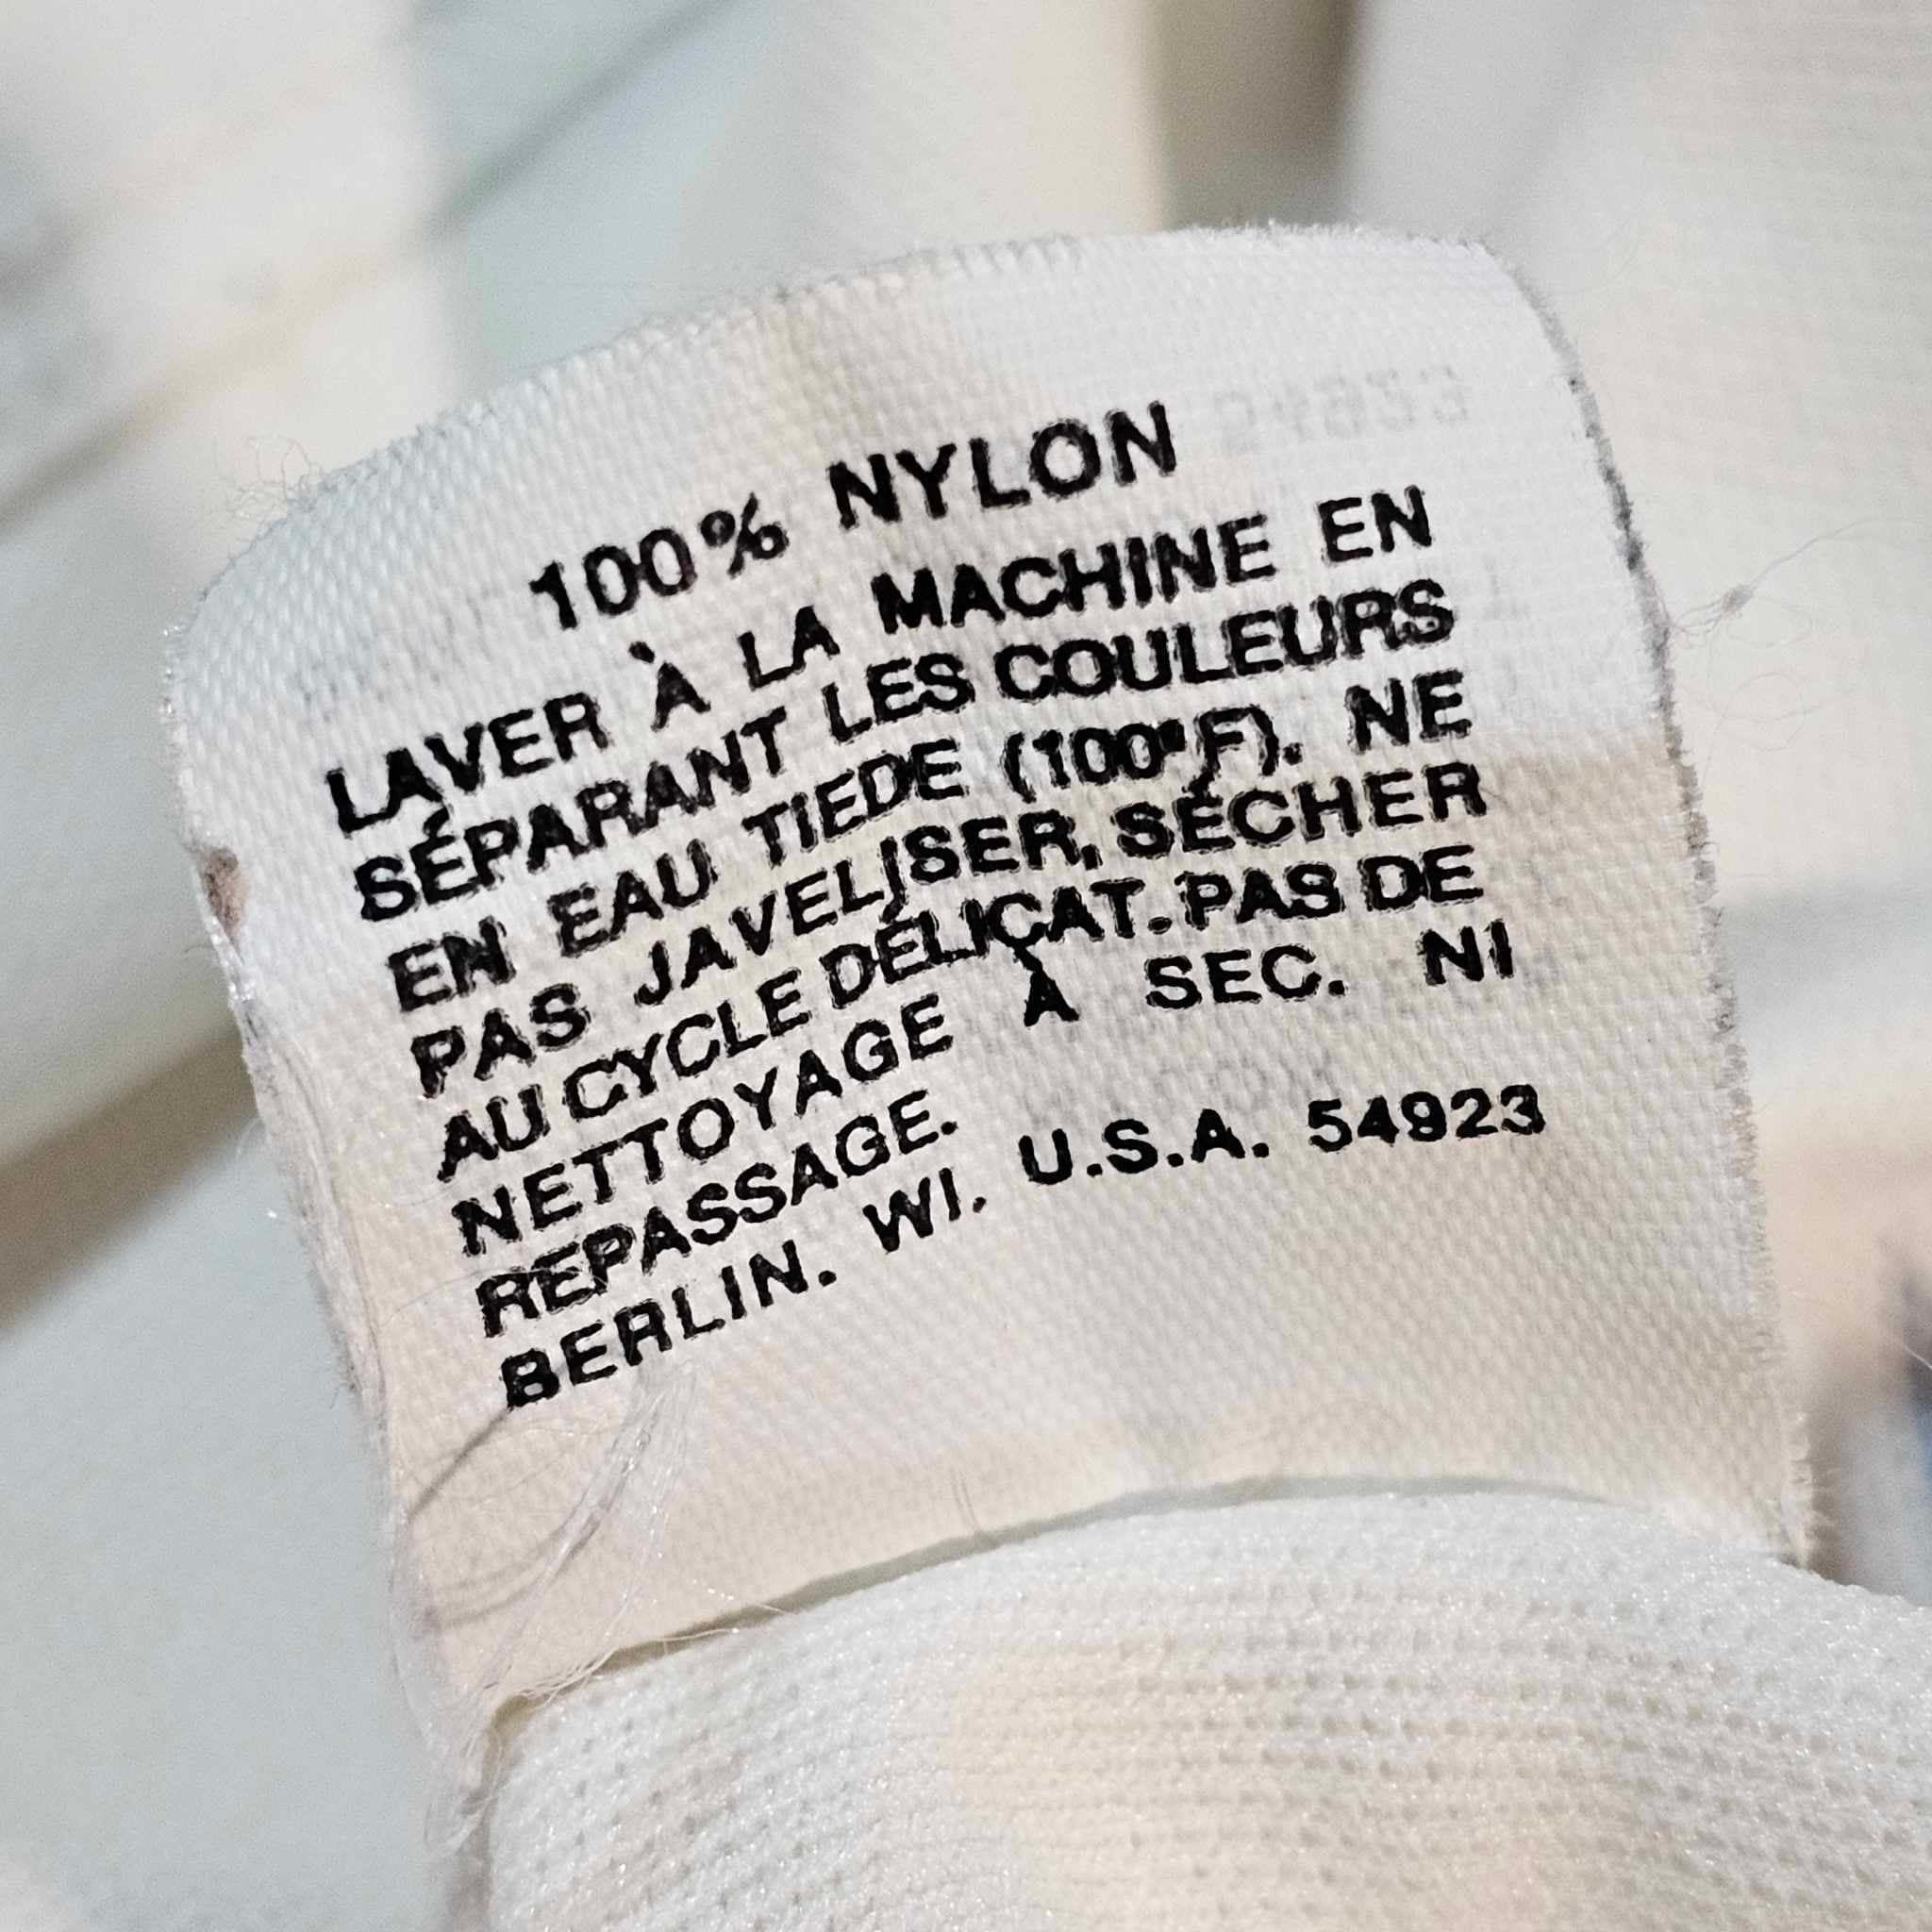 100% NYLON
LAVER À LA MACHINE EN
SÉPARANT LES COULEURS
EN EAU TIEDE (100°F). NE
PAS JAVELISER, SÉCHER
AU CYCLE DÉLICAT. PAS DE
NETTOYAGE À SEC. NI
REPASSAGE.
BERLIN. WI. U.S.A. 54923